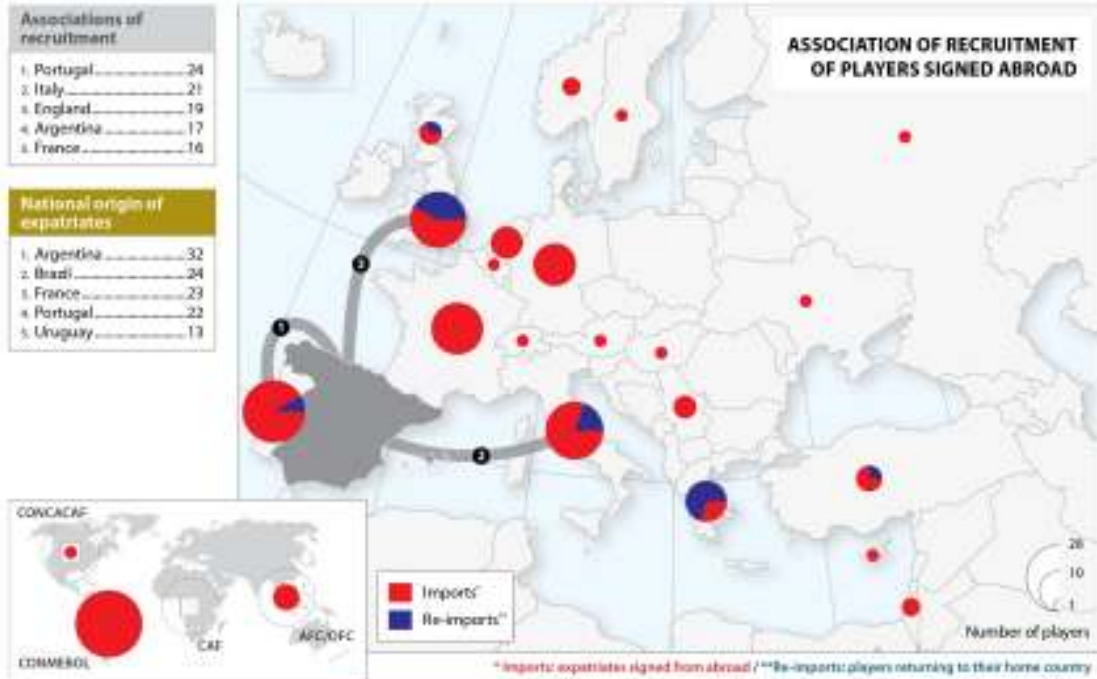 Associations of
recruitment
1. Portugal 24
2. Italy 21
3. England 19
4. Argentina 17
5. France 16
National origin of
expatriates
1. Argentina 32
2. Brazil 24
3. France 23
4. Portugal 22
5. Uruguay 13
ASSOCIATION OF RECRUITMENT
OF PLAYERS SIGNED ABROAD
3
1
2
CONCACAF
CONMEBOL
CAF
AFC/OFC
Imports*
Re-imports**
28
10
1
Number of players
* Imports: expatriates signed from abroad / **Re-imports: players returning to their home country